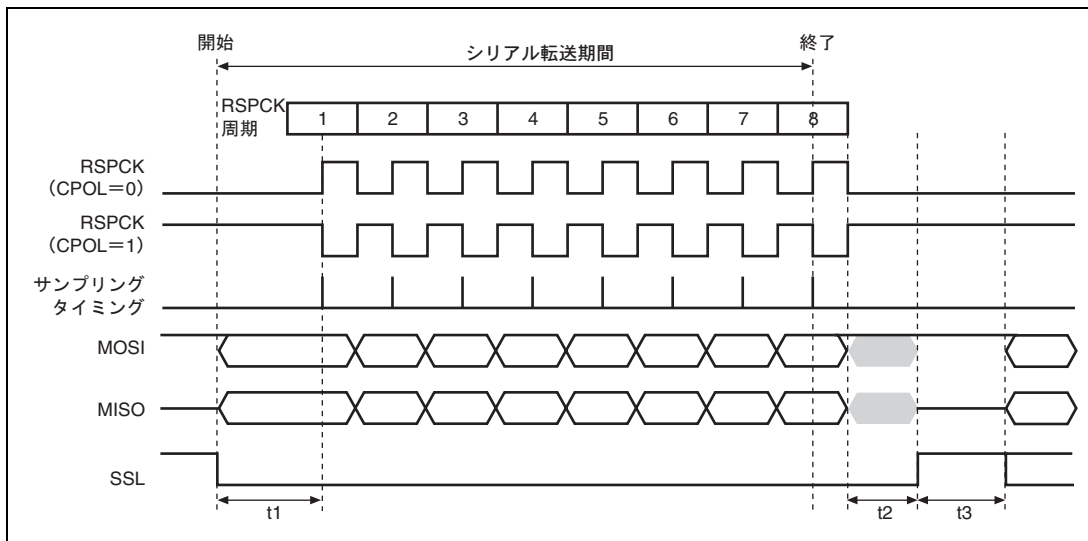 開始
終了
シリアル転送期間
RSPCK
周期
1 2 3 4 5 6 7 8
RSPCK
（CPOL＝0）
RSPCK
（CPOL＝1）
サンプリング
タイミング
MOSI
MISO
SSL
t1
t2
t3